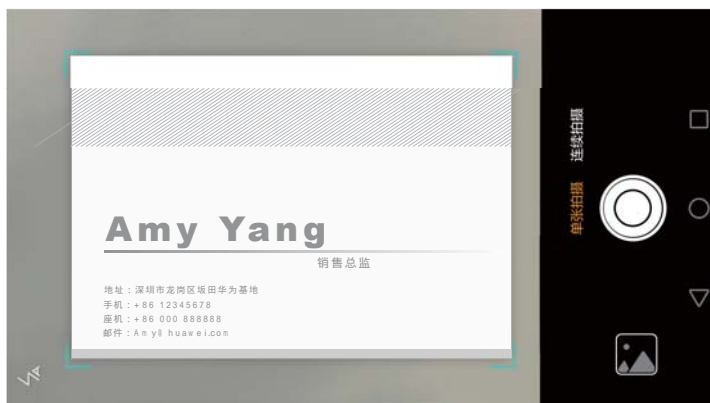 Amy Yang
销售总监
地址：深圳市龙岗区坂田华为基地
手机：+86 12345678
座机：+86 000 888888
邮件：Amy@huawei.com
连续拍摄
单张拍摄